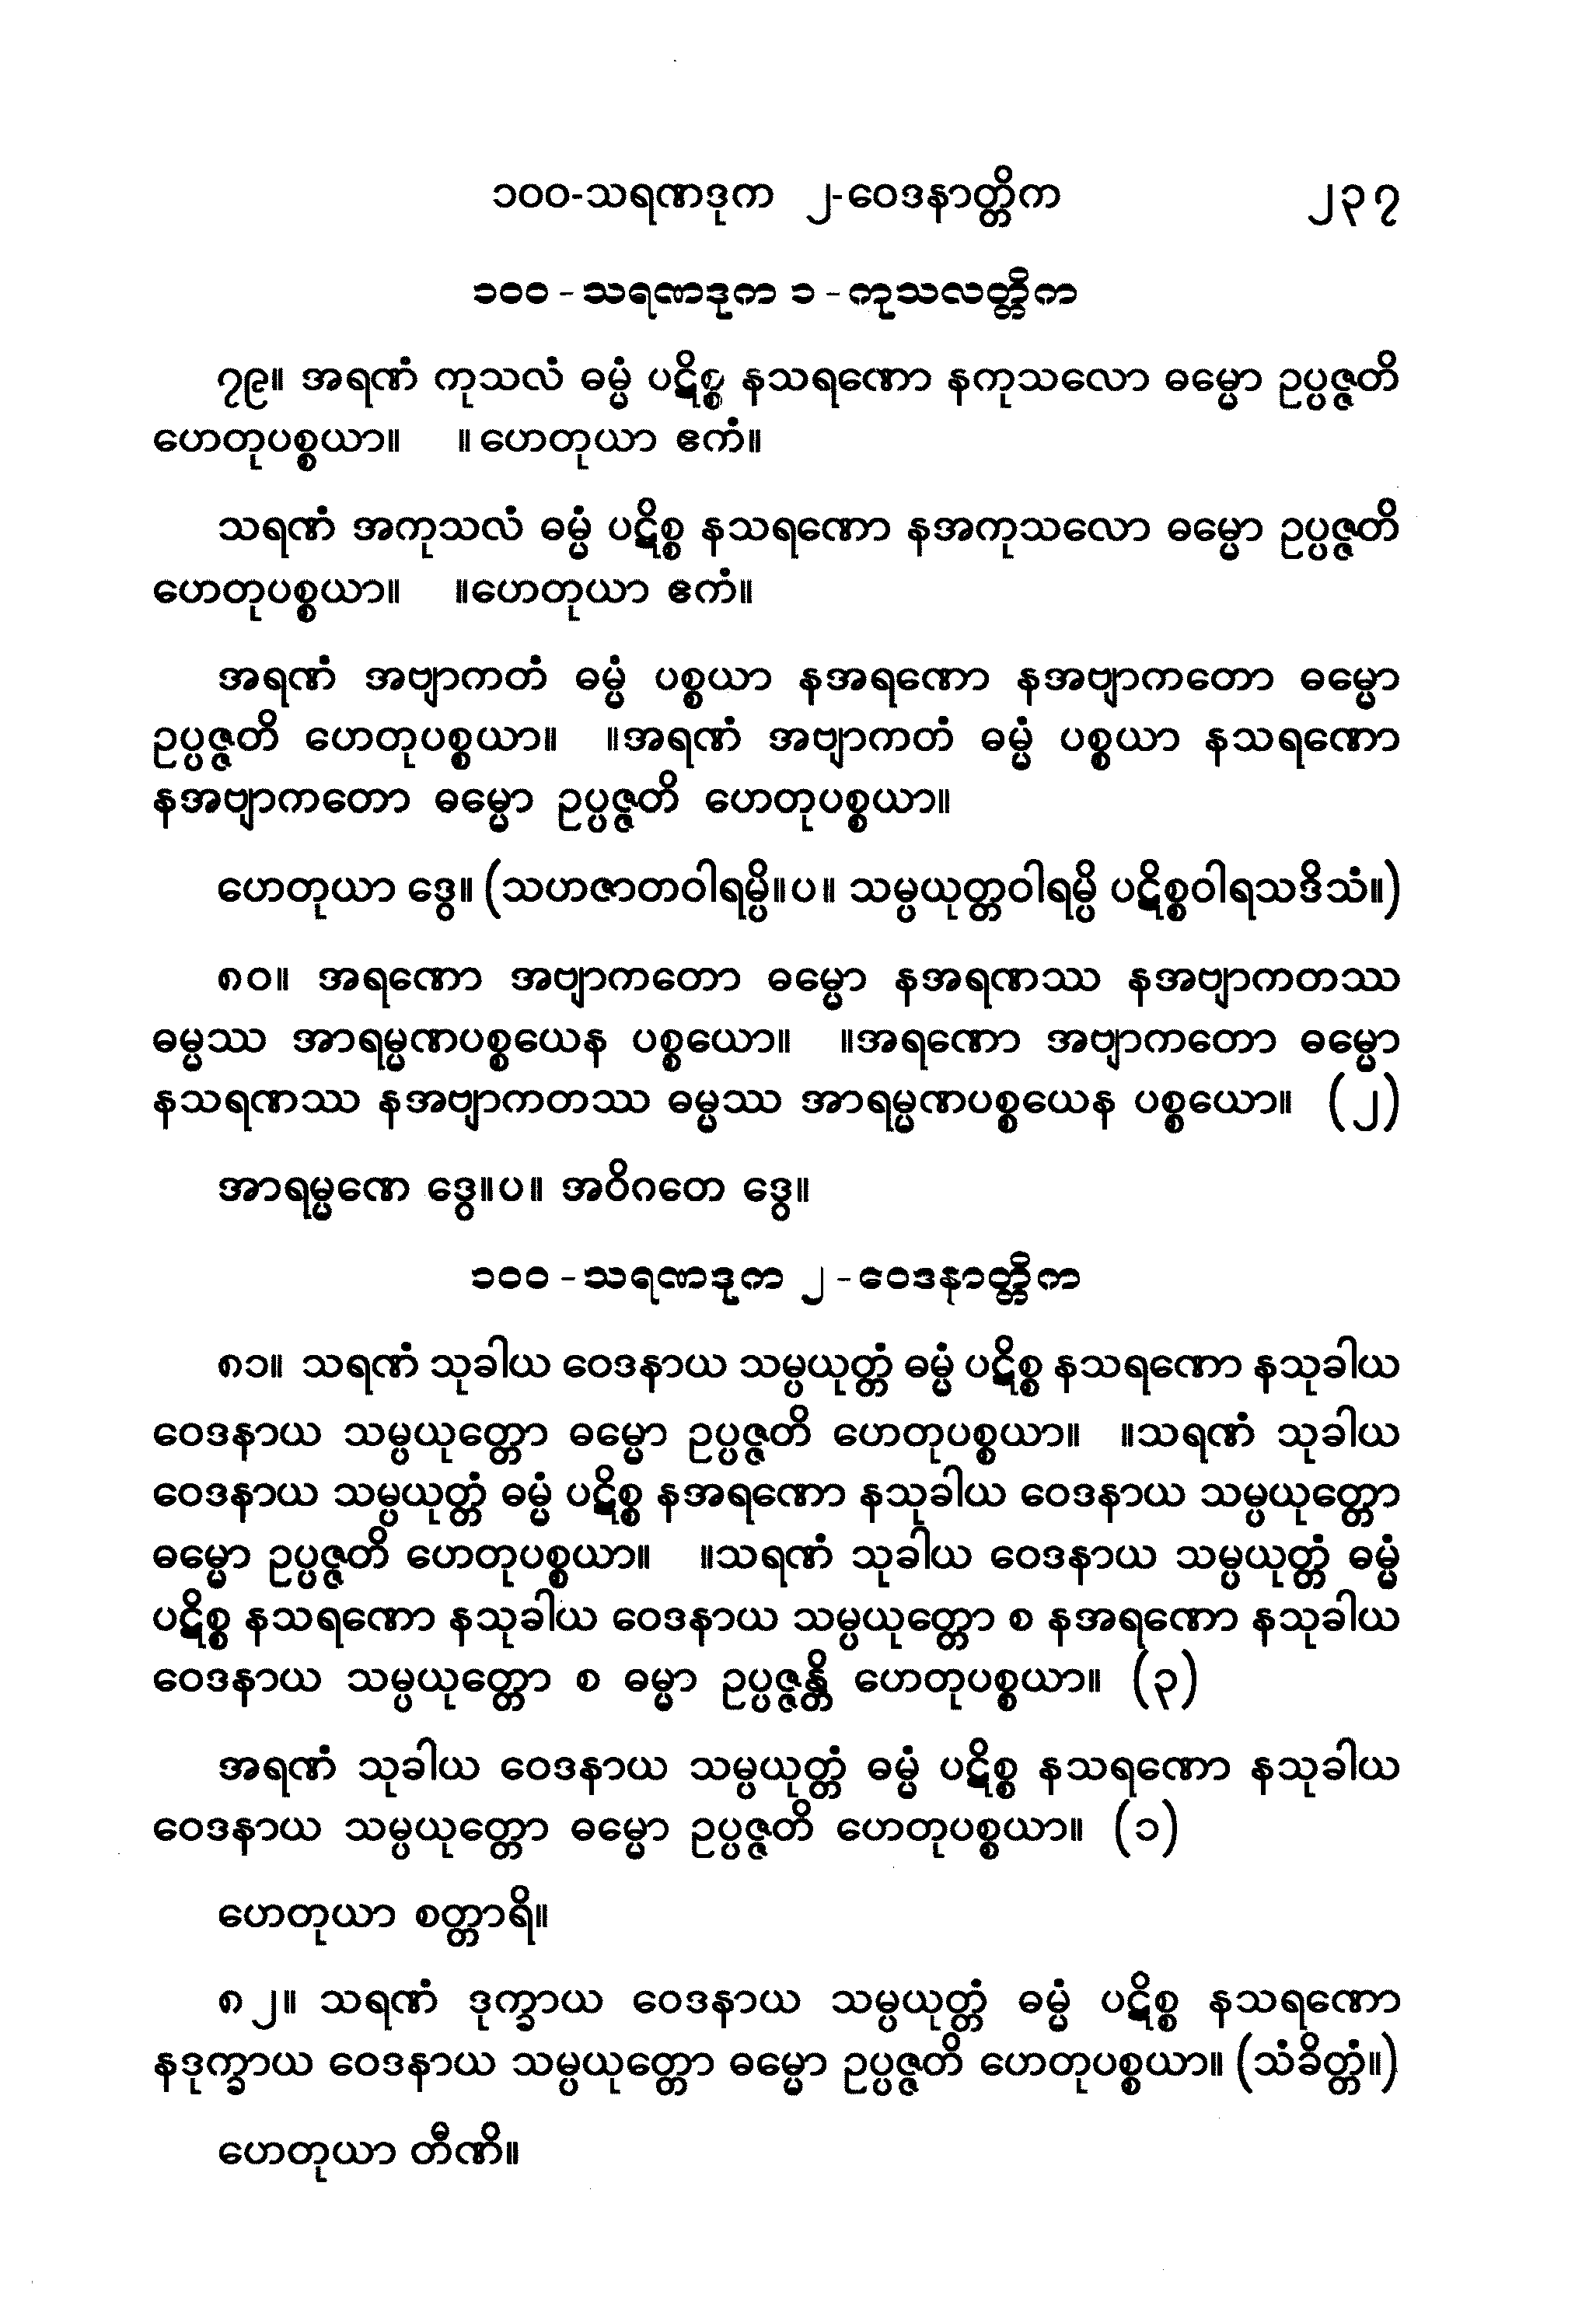 ၁၀၀-သရဏဒုက ၂-ဝေဒနာတ္တိက ၂၃၇
၁၀၀ - သရဏဒုက ၁ - ကုသလတ္တိက
၇၉။ အရဏံ ကုသလံ ဓမ္မံ ပဋိစ္စ နသရဏော နကုသလော ဓမ္မော ဥပ္ပဇ္ဇတိ
ဟေတုပစ္စယာ။ ။ ဟေတုယာ ဧကံ။
သရဏံ အကုသလံ ဓမ္မံ ပဋိစ္စ နသရဏော နအကုသလော ဓမ္မော ဥပ္ပဇ္ဇတိ
ဟေတုပစ္စယာ။ ။ဟေတုယာ ဧကံ။
အရဏံ အဗျာကတံ ဓမ္မံ ပစ္စယာ နအရဏော နအဗျာကတော ဓမ္မော
ဥပ္ပဇ္ဇတိ ဟေတုပစ္စယာ။ ။အရဏံ အဗျာကတံ ဓမ္မံ ပစ္စယာ နသရဏော
နအဗျာကတော ဓမ္မော ဥပ္ပဇ္ဇတိ ဟေတုပစ္စယာ။
ဟေတုယာ ဒွေ။ (သဟဇာတဝါရမ္ပိ။ပ။ သမ္ပယုတ္တဝါရမ္ပိ ပဋိစ္စဝါရသဒိသံ။)
၈၀။ အရဏော အဗျာကတော ဓမ္မော နအရဏဿ နအဗျာကတဿ
ဓမ္မဿ အာရမ္မဏပစ္စယေန ပစ္စယော။ ။အရဏော အဗျာကတော ဓမ္မော
နသရဏဿ နအဗျာကတဿ ဓမ္မဿ အာရမ္မဏပစ္စယေန ပစ္စယော။ (၂)
အာရမ္မဏေ ဒွေ။ပ။ အဝိဂတေ ဒွေ။
၁၀၀ - သရဏဒုက ၂ - ဝေဒနာတ္တိက
၈၁။ သရဏံ သုခါယ ဝေဒနာယ သမ္ပယုတ္တံ ဓမ္မံ ပဋိစ္စ နသရဏော နသုခါယ
ဝေဒနာယ သမ္ပယုတ္တော ဓမ္မော ဥပ္ပဇ္ဇတိ ဟေတုပစ္စယာ။ ။သရဏံ သုခါယ
ဝေဒနာယ သမ္ပယုတ္တံ ဓမ္မံ ပဋိစ္စ နအရဏော နသုခါယ ဝေဒနာယ သမ္ပယုတ္တော
ဓမ္မော ဥပ္ပဇ္ဇတိ ဟေတုပစ္စယာ။ ။သရဏံ သုခါယ ဝေဒနာယ သမ္ပယုတ္တံ ဓမ္မံ
ပဋိစ္စ နသရဏော နသုခါယ ဝေဒနာယ သမ္ပယုတ္တော စ နအရဏော နသုခါယ
ဝေဒနာယ သမ္ပယုတ္တော စ ဓမ္မာ ဥပ္ပဇ္ဇန္တိ ဟေတုပစ္စယာ။ (၃)
အရဏံ သုခါယ ဝေဒနာယ သမ္ပယုတ္တံ ဓမ္မံ ပဋိစ္စ နသရဏော နသုခါယ
ဝေဒနာယ သမ္ပယုတ္တော ဓမ္မော ဥပ္ပဇ္ဇတိ ဟေတုပစ္စယာ။ (၁)
ဟေတုယာ စတ္တာရိ။
၈၂။ သရဏံ ဒုက္ခာယ ဝေဒနာယ သမ္ပယုတ္တံ ဓမ္မံ ပဋိစ္စ နသရဏော
နဒုက္ခာယ ဝေဒနာယ သမ္ပယုတ္တော ဓမ္မော ဥပ္ပဇ္ဇတိ ဟေတုပစ္စယာ။ (သံခိတ္တံ။)
ဟေတုယာ တီဏိ။